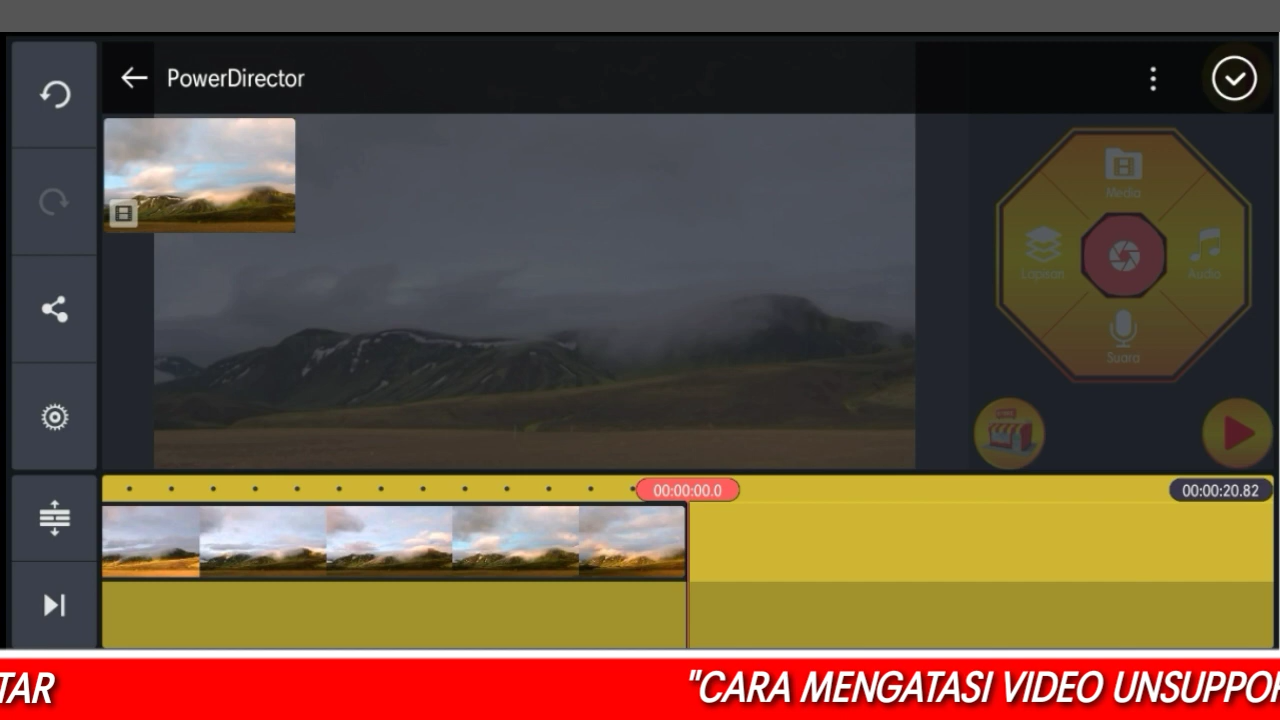 PowerDirector
Media
Lapisan
Audio
Suara
00:00:00.0
00:00:20.82
TAR
"CARA MENGATASI VIDEO UNSUPPOR